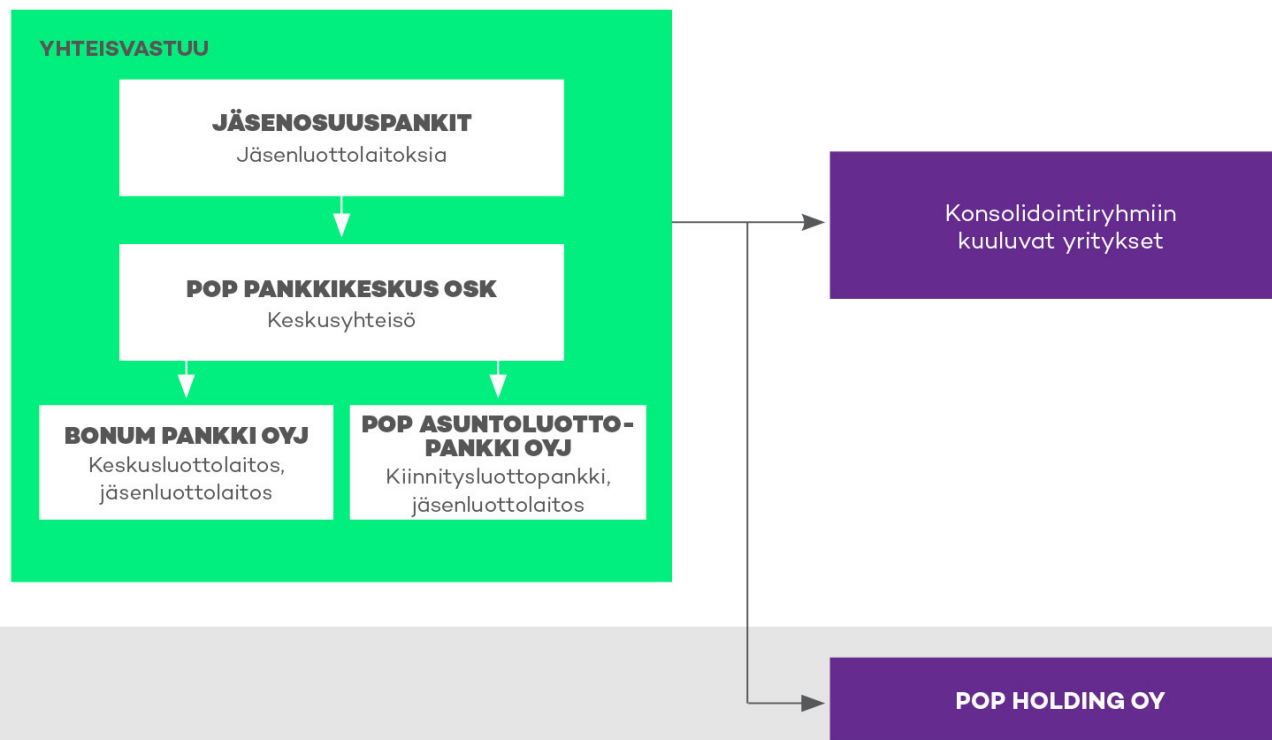 YHTEISVASTUU
JÄSENOSUUSPANKIT
Jäsenluottolaitoksia
POP PANKKIKESKUS OSK
Keskusyhteisö
BONUM PANKKI OYJ
Keskusluottolaitos,
jäsenluottolaitos
POP ASUNTOLUOTTO-
PANKKI OYJ
Kiinnitysluottopankki,
jäsenluottolaitos
Konsolidointiryhmiin
kuuluvat yritykset
POP HOLDING OY